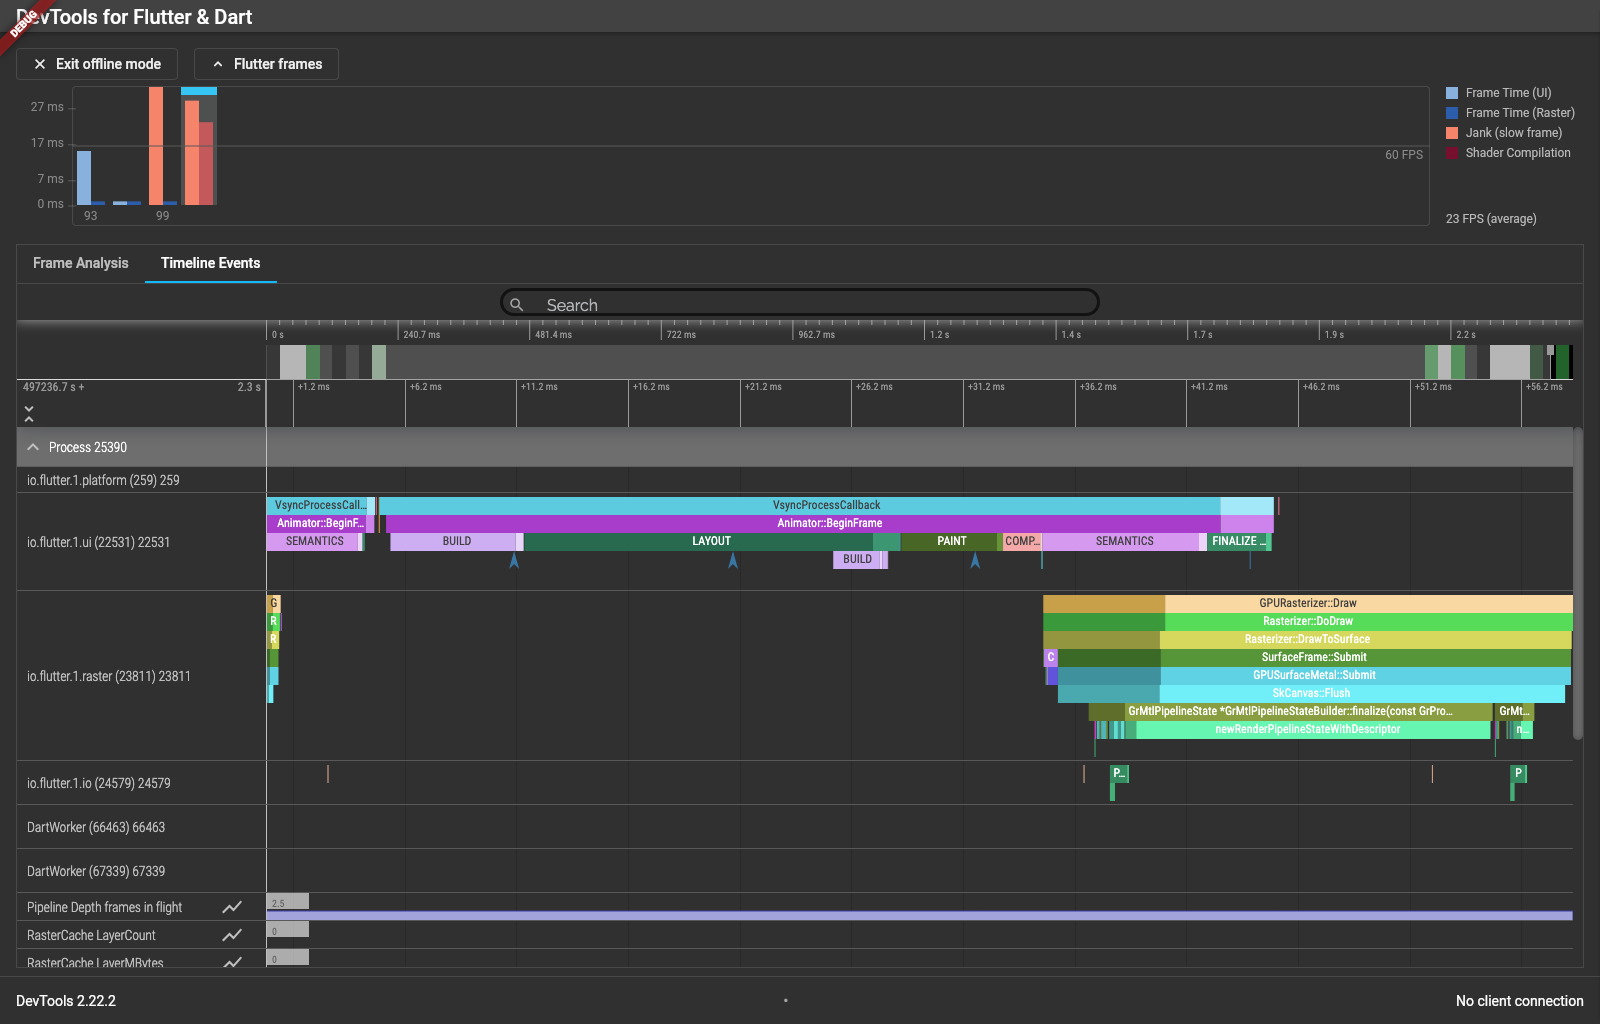 DEBUG
DevTools for Flutter & Dart
Exit offline mode
Flutter frames
27 ms
17 ms
7 ms
0 ms
93
99
60 FPS
Frame Time (UI)
Frame Time (Raster)
Jank (slow frame)
Shader Compilation
23 FPS (average)
Frame Analysis
Timeline Events
Search
0 s 240.7 ms 481.4 ms 722 ms 962.7 ms 1.2 s 1.4 s 1.7 s 1.9 s 2.2 s
497236.7 s + 2.3 s
+1.2 ms +6.2 ms +11.2 ms +16.2 ms +21.2 ms +26.2 ms +31.2 ms +36.2 ms +41.2 ms +46.2 ms +51.2 ms +56.2 ms
Process 25390
io.flutter.1.platform (259) 259
io.flutter.1.ui (22531) 22531
VsyncProcessCall... VsyncProcessCallback
Animator::BeginF... Animator::BeginFrame
SEMANTICS BUILD LAYOUT PAINT COMP... SEMANTICS FINALIZE ...
BUILD
io.flutter.1.raster (23811) 23811
G GPURasterizer::Draw
R Rasterizer::DoDraw
R Rasterizer::DrawToSurface
C SurfaceFrame::Submit
GPUSurfaceMetal::Submit
SkCanvas::Flush
GrMtlPipelineState *GrMtlPipelineStateBuilder::finalize(const GrPro... GrMt...
newRenderPipelineStateWithDescriptor n...
io.flutter.1.io (24579) 24579
P... P
DartWorker (66463) 66463
DartWorker (67339) 67339
Pipeline Depth frames in flight
2.5
RasterCache LayerCount
0
RasterCache LayerMBytes
0
DevTools 2.22.2
No client connection